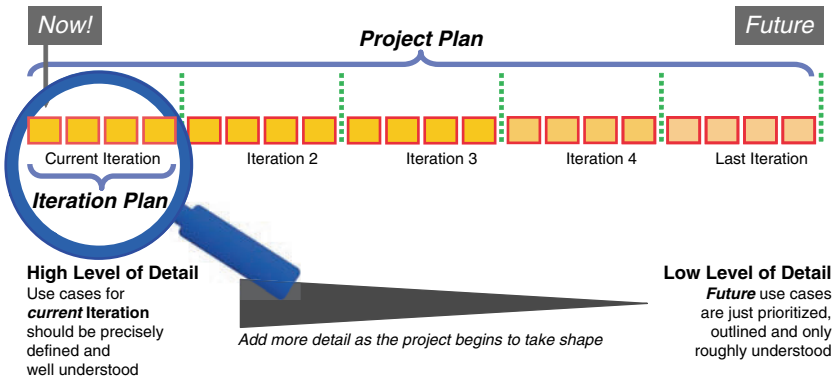 Now!
Project Plan
Future
Current Iteration
Iteration 2
Iteration 3
Iteration 4
Last Iteration
Iteration Plan
High Level of Detail
Use cases for
current Iteration
should be precisely
defined and
well understood
Add more detail as the project begins to take shape
Low Level of Detail
Future use cases
are just prioritized,
outlined and only
roughly understood